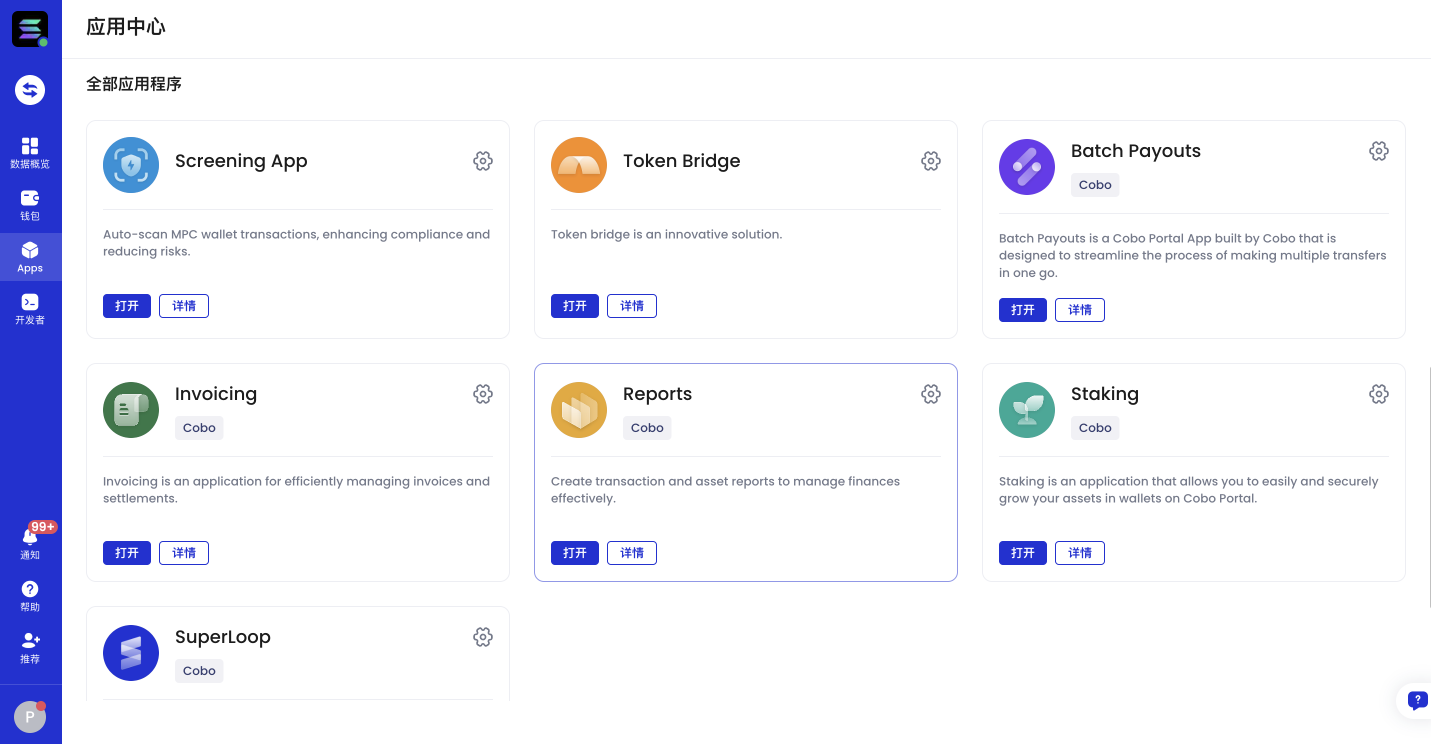 应用中心
全部应用程序
数据概览
钱包
Apps
开发者
99+
通知
帮助
推荐
P
Screening App
Auto-scan MPC wallet transactions, enhancing compliance and
reducing risks.
打开 详情
Token Bridge
Token bridge is an innovative solution.
打开 详情
Batch Payouts
Cobo
Batch Payouts is a Cobo Portal App built by Cobo that is
designed to streamline the process of making multiple transfers
in one go.
打开 详情
Invoicing
Cobo
Invoicing is an application for efficiently managing invoices and
settlements.
打开 详情
Reports
Cobo
Create transaction and asset reports to manage finances
effectively.
打开 详情
Staking
Cobo
Staking is an application that allows you to easily and securely
grow your assets in wallets on Cobo Portal.
打开 详情
SuperLoop
Cobo